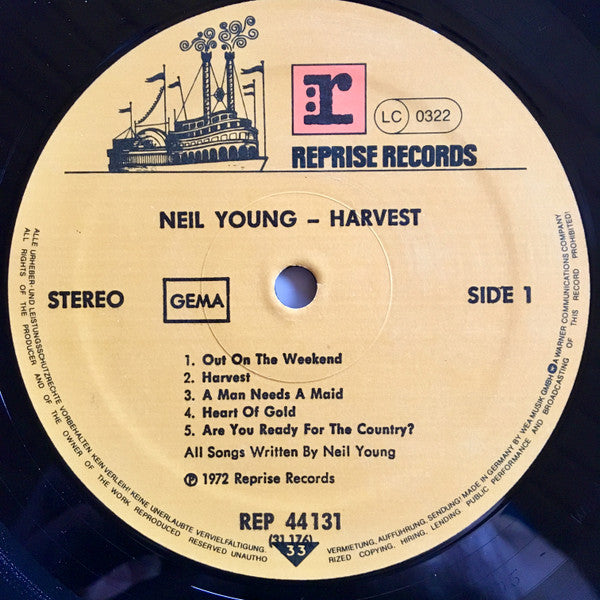 r
LC 0322
REPRISE RECORDS
NEIL YOUNG – HARVEST
STEREO
GEMA
SIDE 1
1. Out On The Weekend
2. Harvest
3. A Man Needs A Maid
4. Heart Of Gold
5. Are You Ready For The Country?
All Songs Written By Neil Young
℗ 1972 Reprise Records
REP 44131
(31 176)
33
ALLE URHEBER- UND LEISTUNGSSCHUTZRECHTE VORBEHALTEN KEIN VERLEIH! KEINE UNERLAUBTE VERVIELFÄLTIGUNG, VERMIETUNG, AUFFÜHRUNG, SENDUNG! MADE IN GERMANY BY WEA MUSIK GMBH A WARNER COMMUNICATIONS COMPANY
ALL RIGHTS OF THE PRODUCER AND OF THE OWNER OF THE WORK REPRODUCED RESERVED UNAUTHORIZED COPYING, HIRING, LENDING PUBLIC PERFORMANCE AND BROADCASTING OF THIS RECORD PROHIBITED!